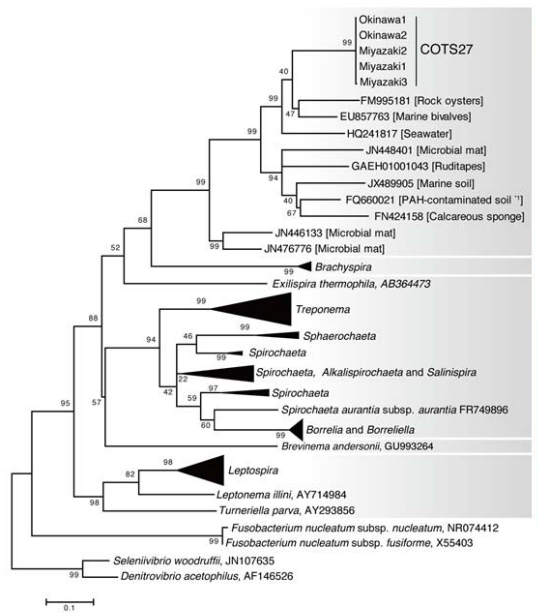 Okinawa1
Okinawa2
99
Miyazaki2
COTS27
Miyazaki1
40
Miyazaki3
99
FM995181 [Rock oysters]
47
EU857763 [Marine bivalves]
99
HQ241817 [Seawater]
JN448401 [Microbial mat]
94
GAEH01001043 [Ruditapes]
99
JX489905 [Marine soil]
40
FQ660021 [PAH-contaminated soil *1]
67
FN424158 [Calcareous sponge]
68
JN446133 [Microbial mat]
99
JN476776 [Microbial mat]
52
99
Brachyspira
Exilispira thermophila, AB364473
88
99
Treponema
94
46
99
Sphaerochaeta
99
Spirochaeta
22
Spirochaeta, Alkalispirochaeta and Salinispira
42
97
Spirochaeta
59
57
Spirochaeta aurantia subsp. aurantia FR749896
60
99
Borrelia and Borreliella
95
Brevinema andersonii, GU993264
98
Leptospira
82
Leptonema illini, AY714984
98
Turneriella parva, AY293856
Fusobacterium nucleatum subsp. nucleatum, NR074412
99
Fusobacterium nucleatum subsp. fusiforme, X55403
Seleniivibrio woodruffii, JN107635
99
Denitrovibrio acetophilus, AF146526
0.1